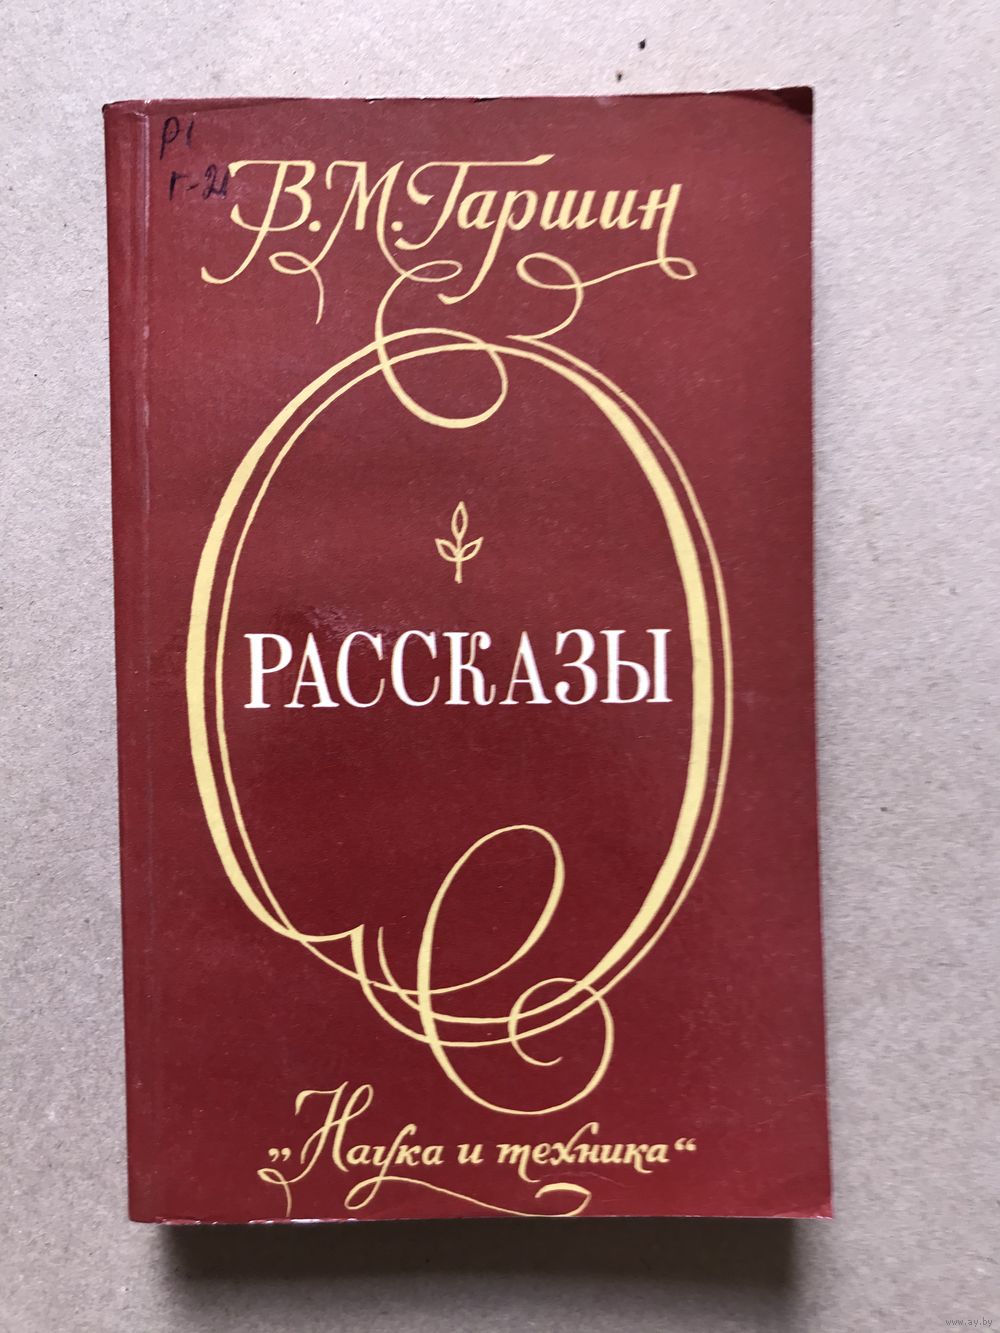 Р1
Г-21
В.М.Гаршин
РАССКАЗЫ
„Наука и техника“
www.ay.by